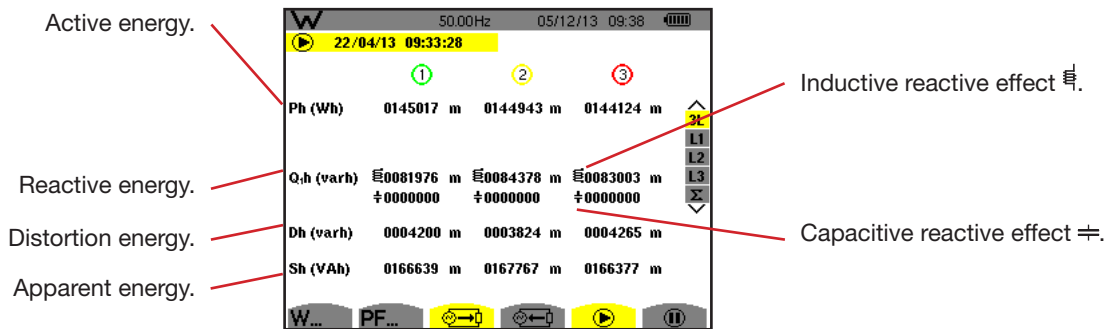 W 50.00Hz 05/12/13 09:38
22/04/13 09:33:28
1 2 3
Active energy.
Ph (Wh) 0145017 m 0144943 m 0144124 m
Inductive reactive effect
3L
L1
L2
L3
Σ
Reactive energy.
Q₁h (varh) 0081976 m 0084378 m 0083003 m
0000000 0000000 0000000
Capacitive reactive effect .
Distortion energy.
Dh (varh) 0004200 m 0003824 m 0004265 m
Apparent energy.
Sh (VAh) 0166639 m 0167767 m 0166377 m
W... PF...